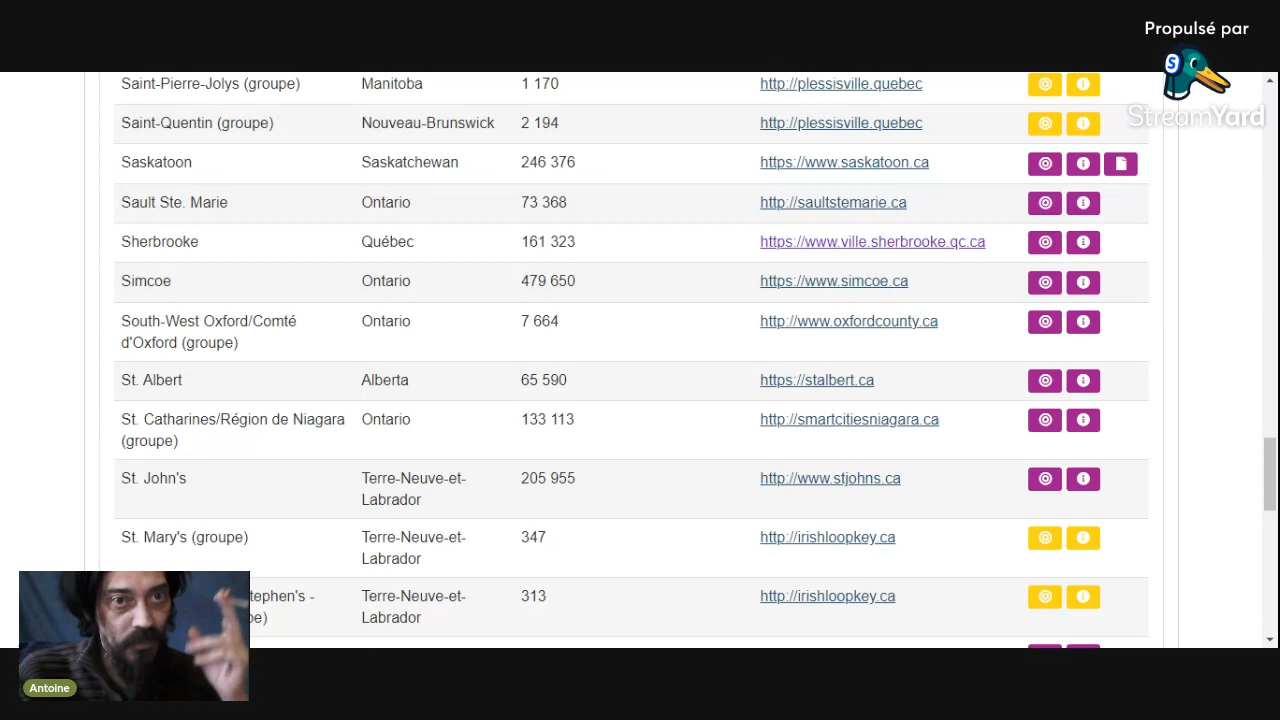 Propulsé par
StreamYard
Saint-Pierre-Jolys (groupe) Manitoba 1 170 http://plessisville.quebec
Saint-Quentin (groupe) Nouveau-Brunswick 2 194 http://plessisville.quebec
Saskatoon Saskatchewan 246 376 https://www.saskatoon.ca
Sault Ste. Marie Ontario 73 368 http://saultstemarie.ca
Sherbrooke Québec 161 323 https://www.ville.sherbrooke.qc.ca
Simcoe Ontario 479 650 https://www.simcoe.ca
South-West Oxford/Comté Ontario 7 664 http://www.oxfordcounty.ca
d'Oxford (groupe)
St. Albert Alberta 65 590 https://stalbert.ca
St. Catharines/Région de Niagara Ontario 133 113 http://smartcitiesniagara.ca
(groupe)
St. John's Terre-Neuve-et- 205 955 http://www.stjohns.ca
Labrador
St. Mary's (groupe) Terre-Neuve-et- 347 http://irishloopkey.ca
Labrador
tephen's - Terre-Neuve-et- 313 http://irishloopkey.ca
pe) Labrador
Antoine